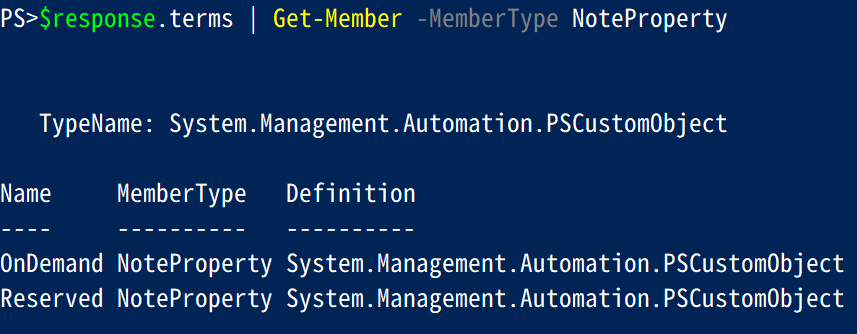 PS>$response.terms | Get-Member -MemberType NoteProperty
TypeName: System.Management.Automation.PSCustomObject
Name MemberType Definition
---- ---------- ----------
OnDemand NoteProperty System.Management.Automation.PSCustomObject
Reserved NoteProperty System.Management.Automation.PSCustomObject